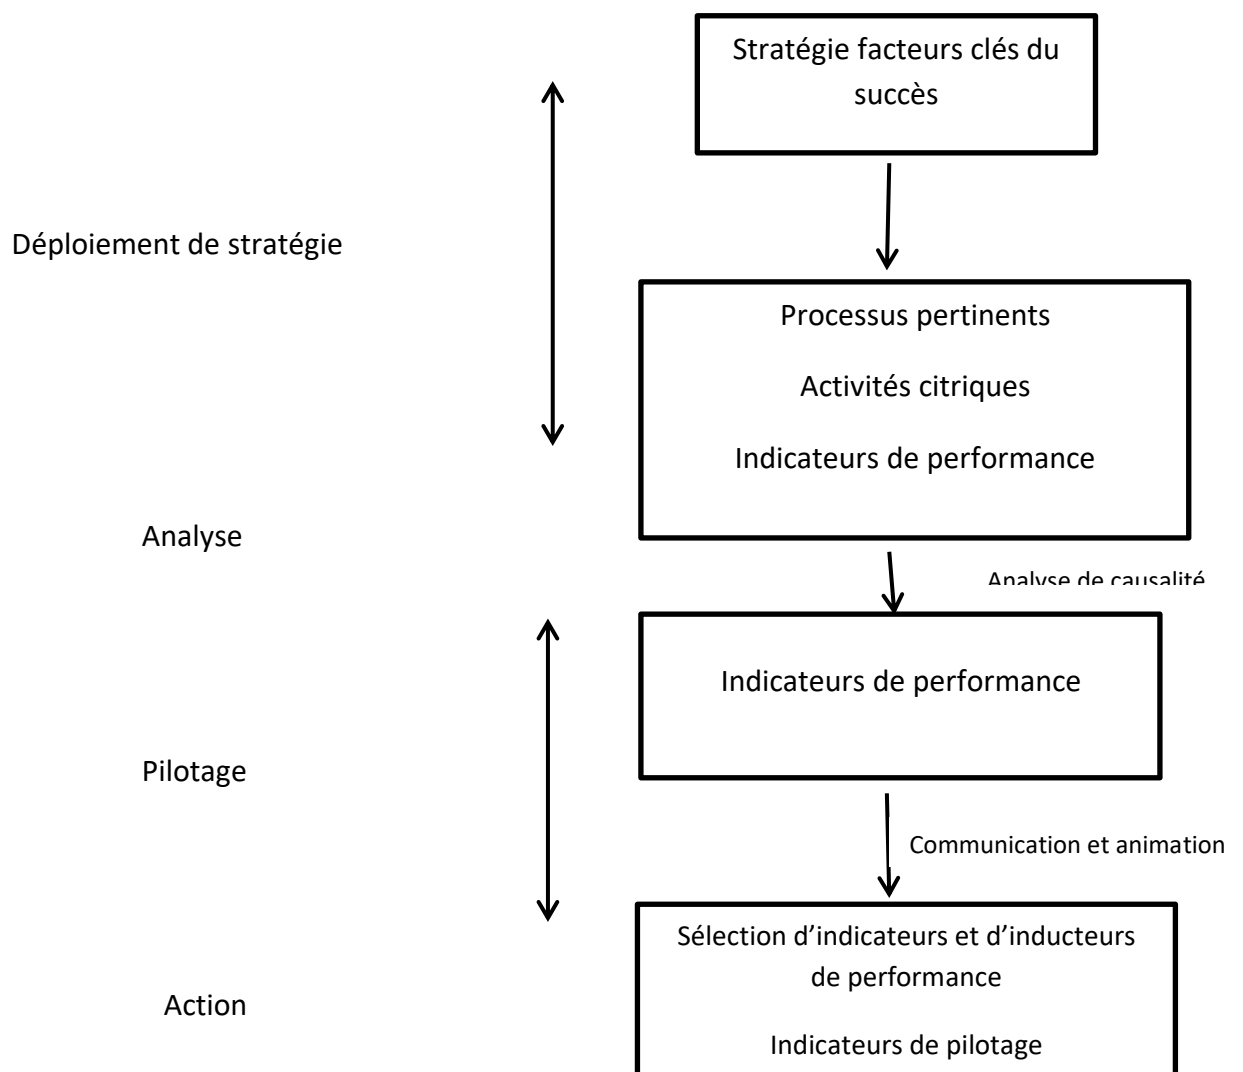 Stratégie facteurs clés du
succès
Déploiement de stratégie
Processus pertinents
Activités citriques
Indicateurs de performance
Analyse
Analyse de causalité
Indicateurs de performance
Pilotage
Communication et animation
Sélection d’indicateurs et d’inducteurs
de performance
Action
Indicateurs de pilotage